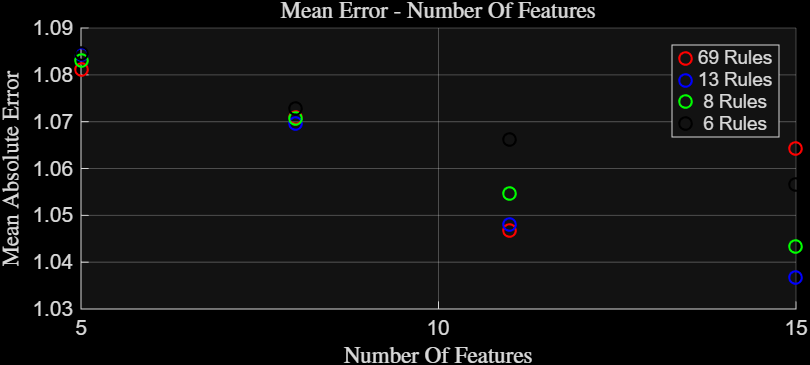 Mean Error - Number Of Features
Mean Absolute Error
1.09
1.08
1.07
1.06
1.05
1.04
1.03
5
10
15
Number Of Features
69 Rules
13 Rules
8 Rules
6 Rules